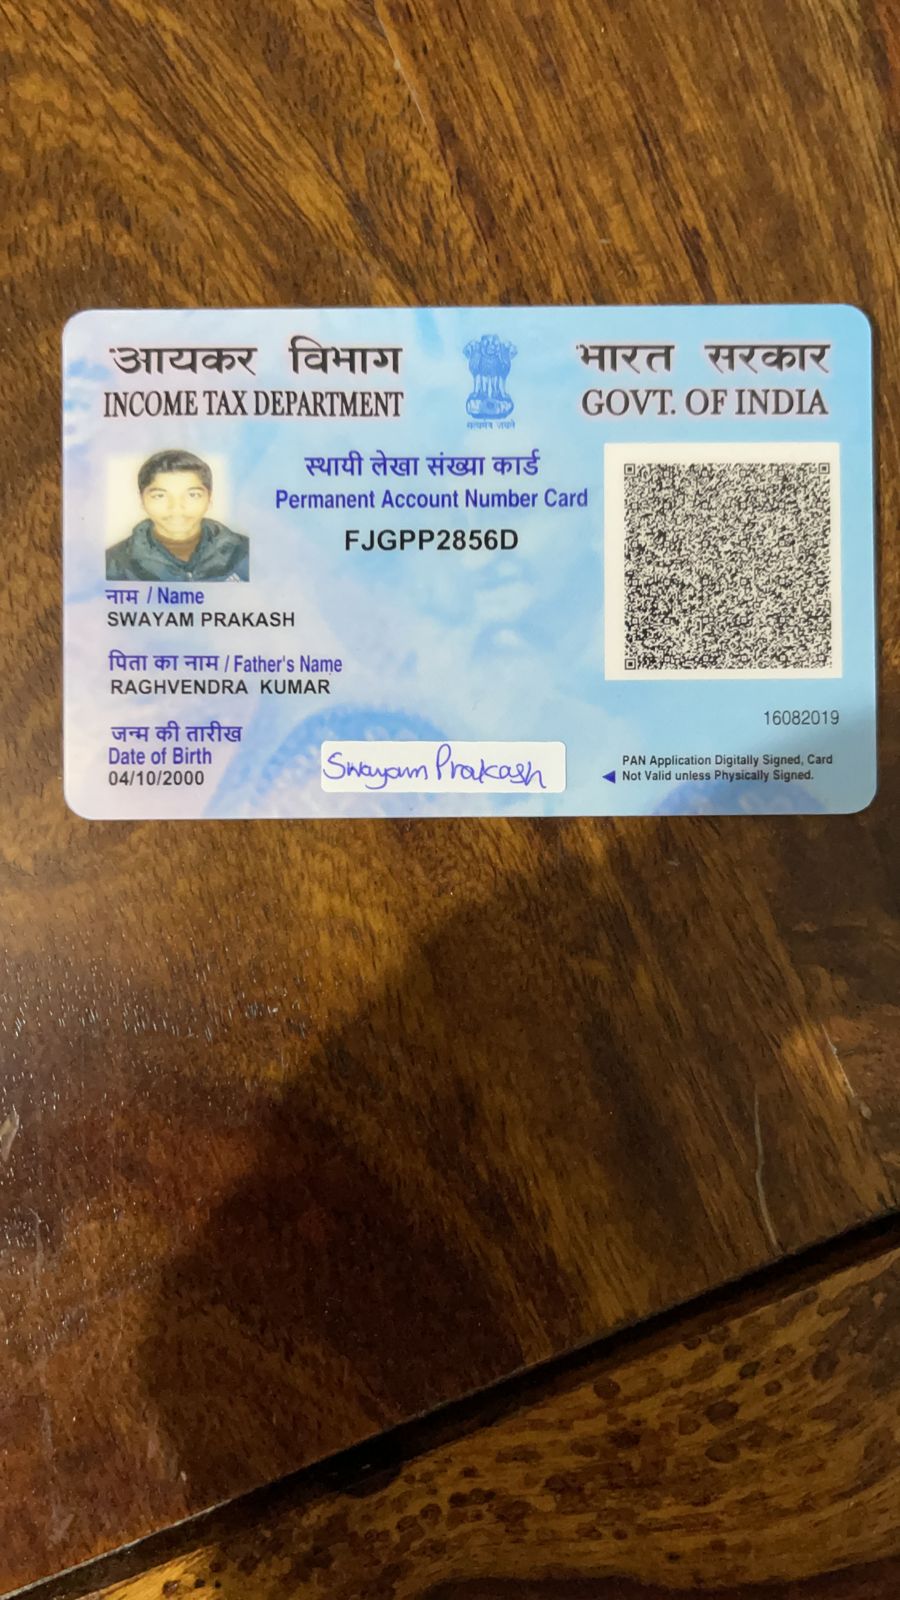 आयकर विभाग
INCOME TAX DEPARTMENT
सत्यमेव जयते
भारत सरकार
GOVT. OF INDIA
स्थायी लेखा संख्या कार्ड
Permanent Account Number Card
FJGPP2856D
नाम / Name
SWAYAM PRAKASH
पिता का नाम / Father's Name
RAGHVENDRA KUMAR
जन्म की तारीख
Date of Birth
04/10/2000
Swayam Prakash
16082019
PAN Application Digitally Signed, Card
Not Valid unless Physically Signed.